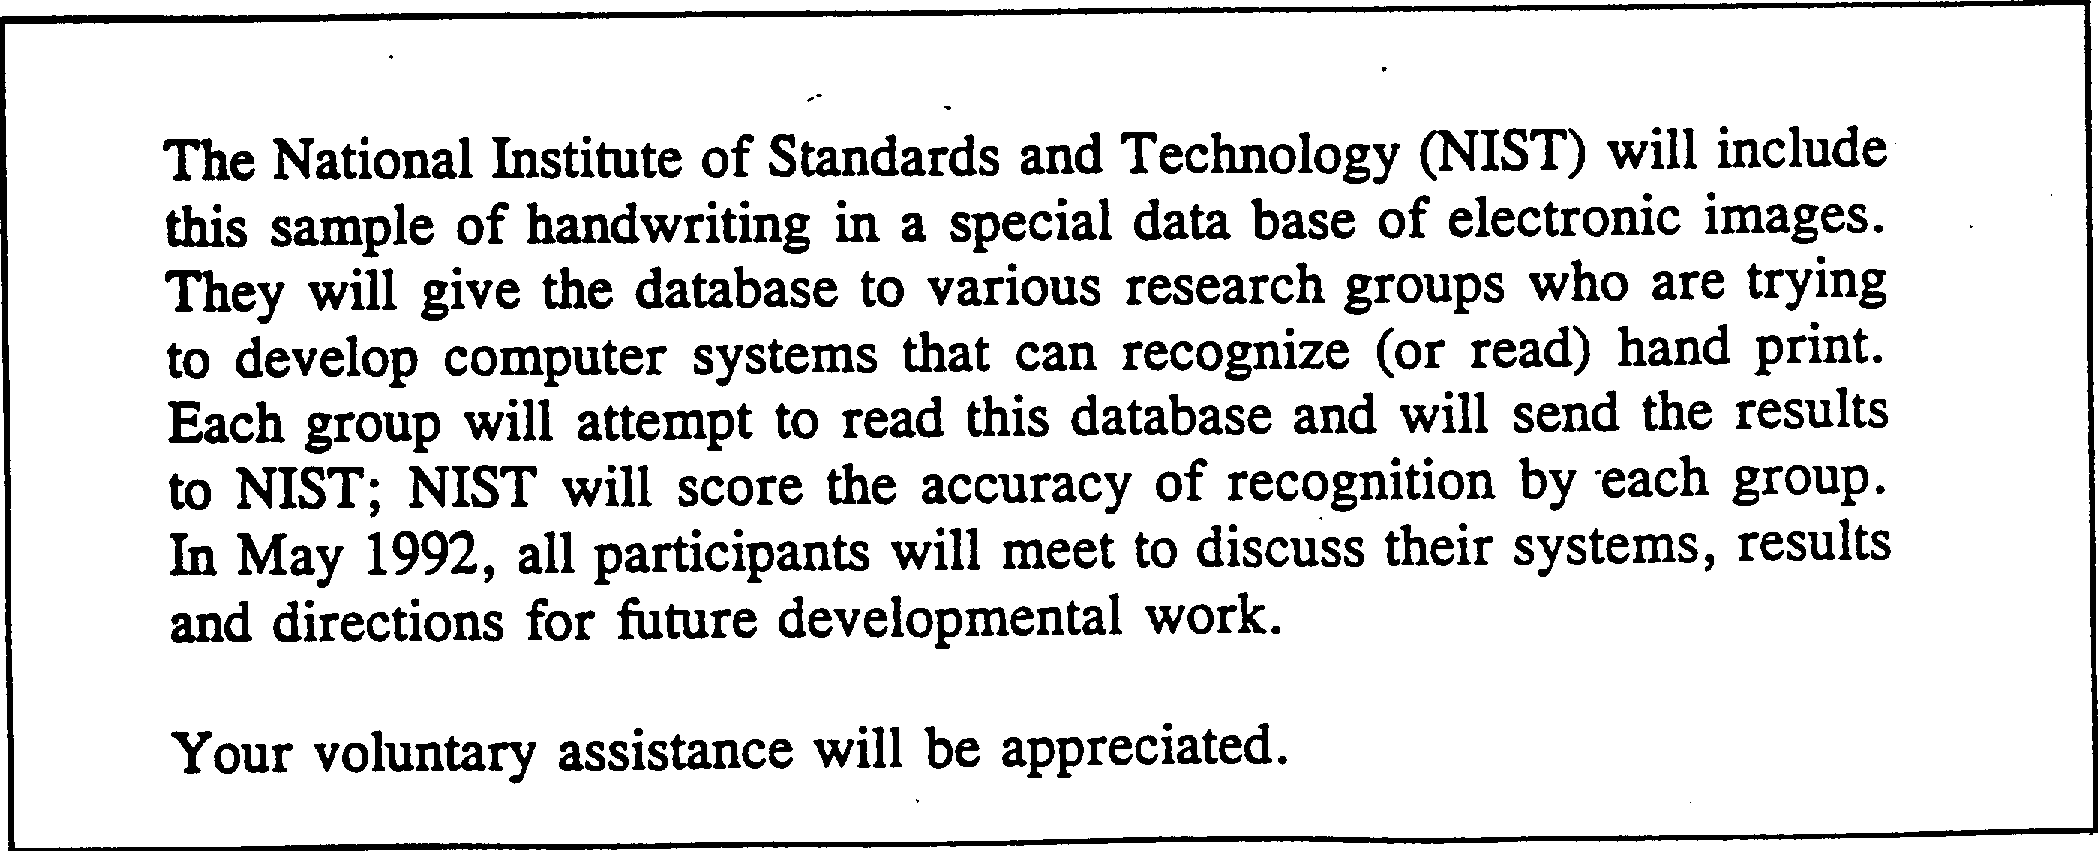 The National Institute of Standards and Technology (NIST) will include
this sample of handwriting in a special data base of electronic images.
They will give the database to various research groups who are trying
to develop computer systems that can recognize (or read) hand print.
Each group will attempt to read this database and will send the results
to NIST; NIST will score the accuracy of recognition by each group.
In May 1992, all participants will meet to discuss their systems, results
and directions for future developmental work.
Your voluntary assistance will be appreciated.